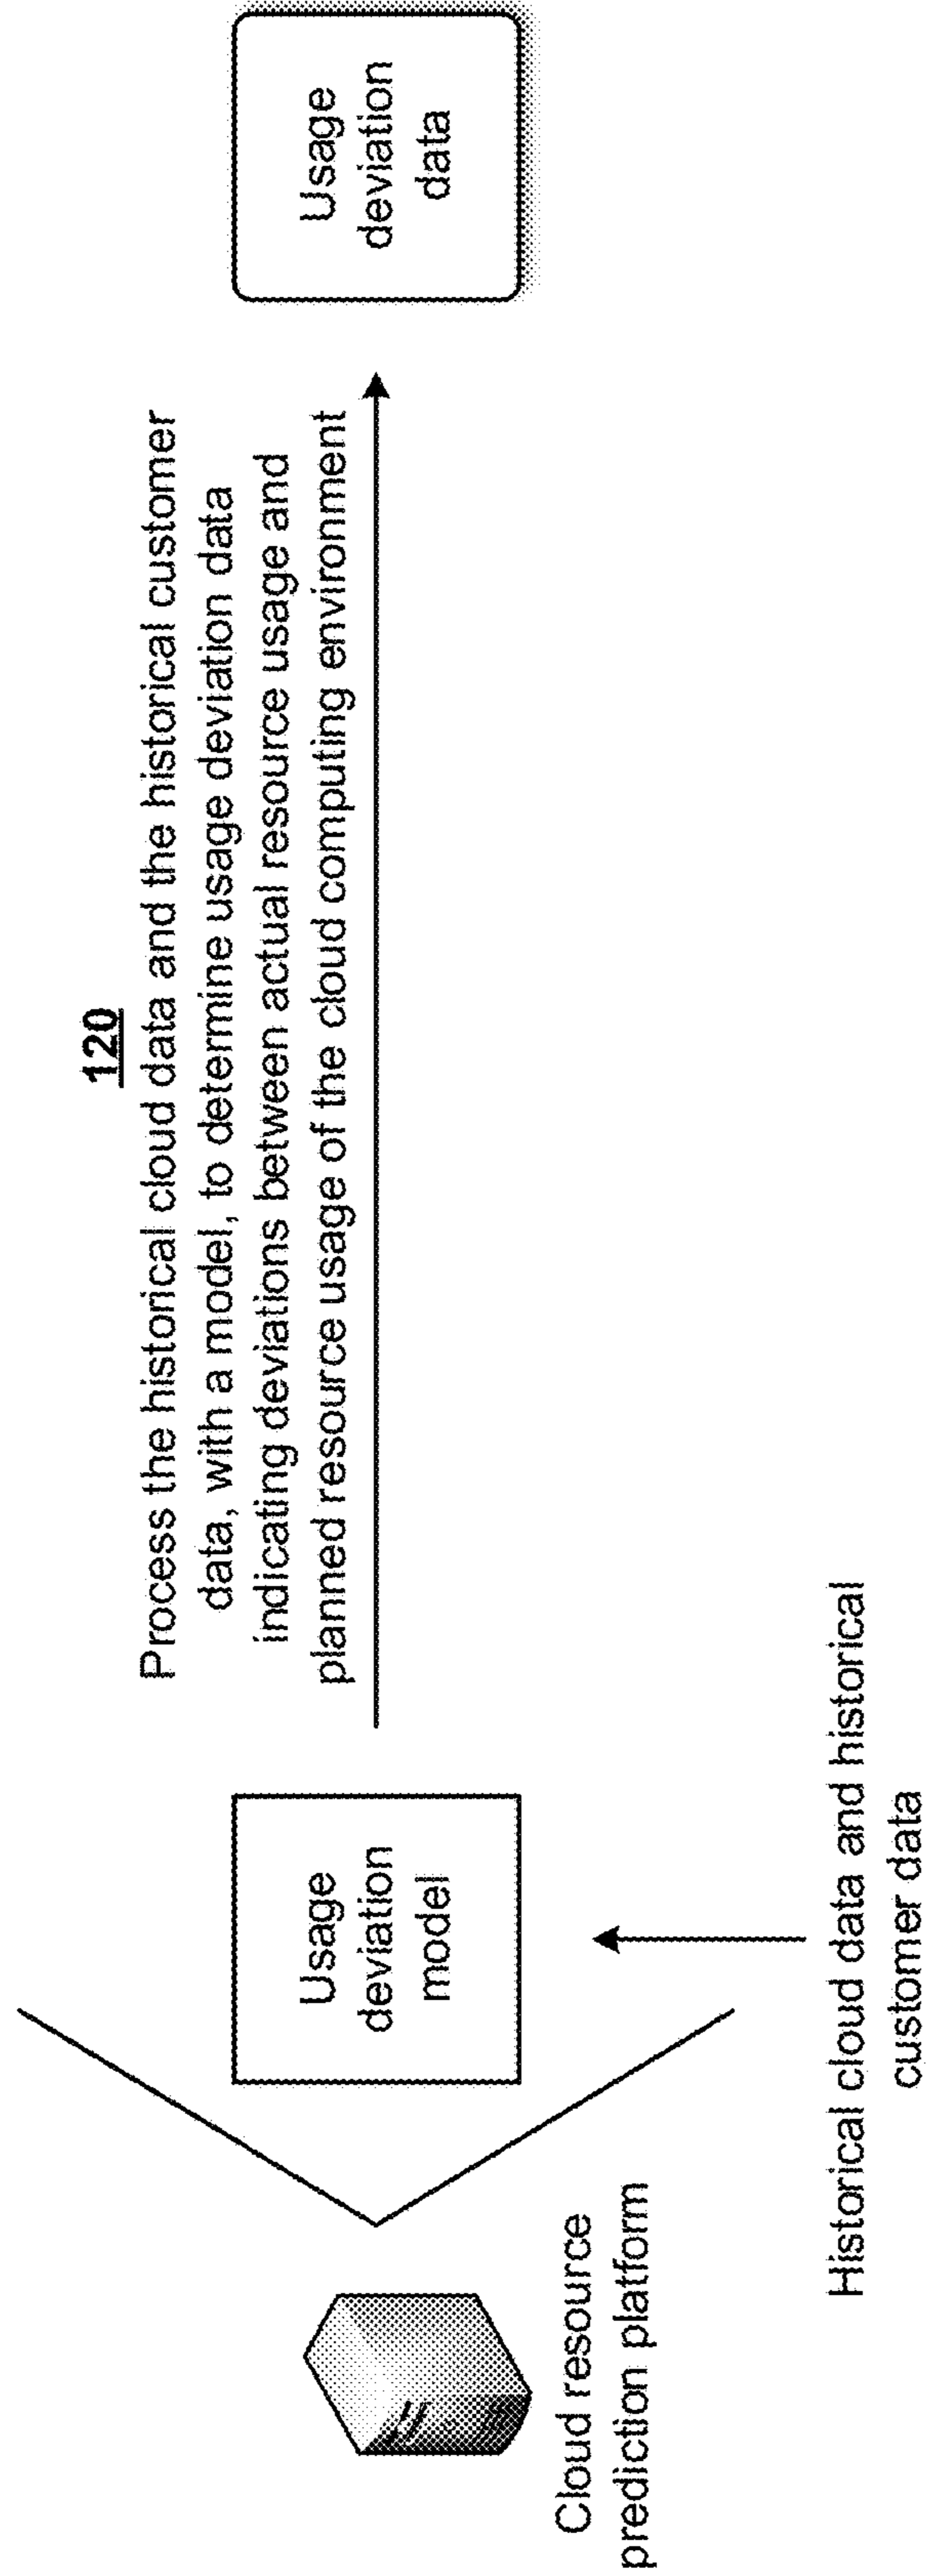 120
Process the historical cloud data and the historical customer
data, with a model, to determine usage deviation data
indicating deviations between actual resource usage and
planned resource usage of the cloud computing environment
Usage
deviation
model
Usage
deviation
data
Cloud resource
prediction platform
Historical cloud data and historical
customer data